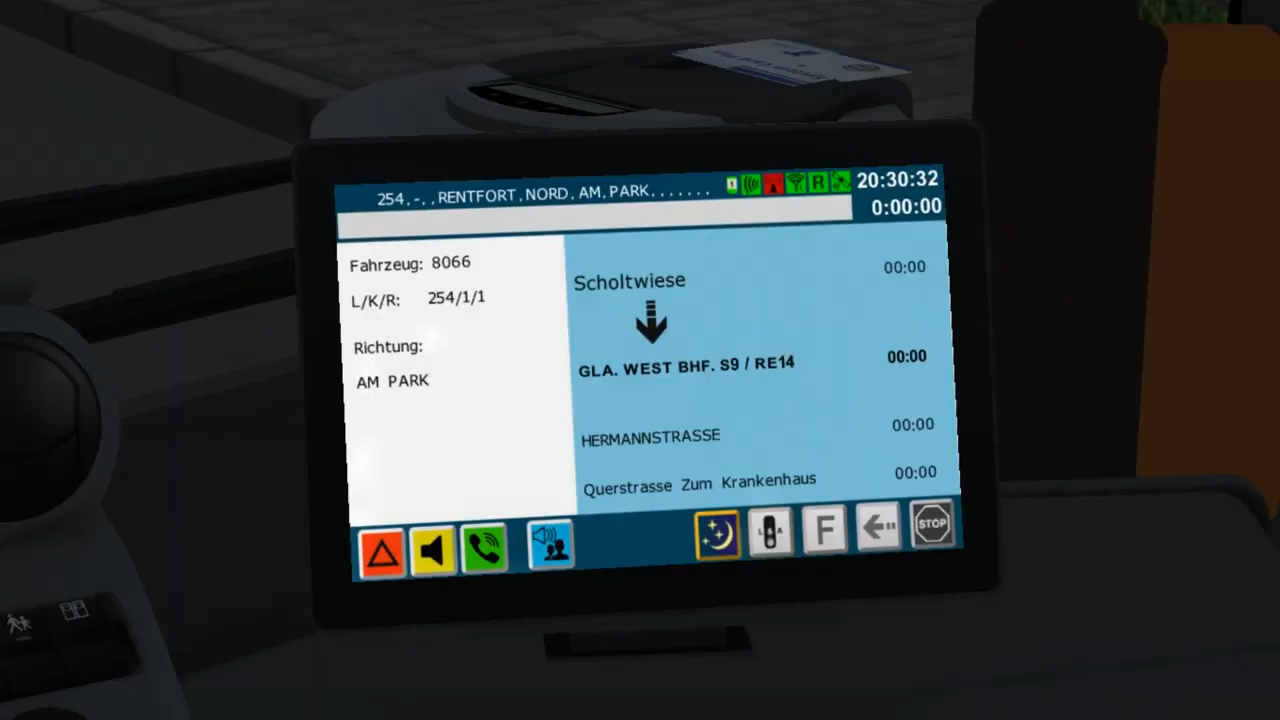 254.-..RENTFORT.NORD.AM.PARK.......
R
20:30:32
0:00:00
Fahrzeug: 8066
L/K/R: 254/1/1
Richtung:
AM PARK
Scholtwiese 00:00
GLA. WEST BHF. S9 / RE14 00:00
HERMANNSTRASSE 00:00
Querstrasse Zum Krankenhaus 00:00
L A
F
STOP